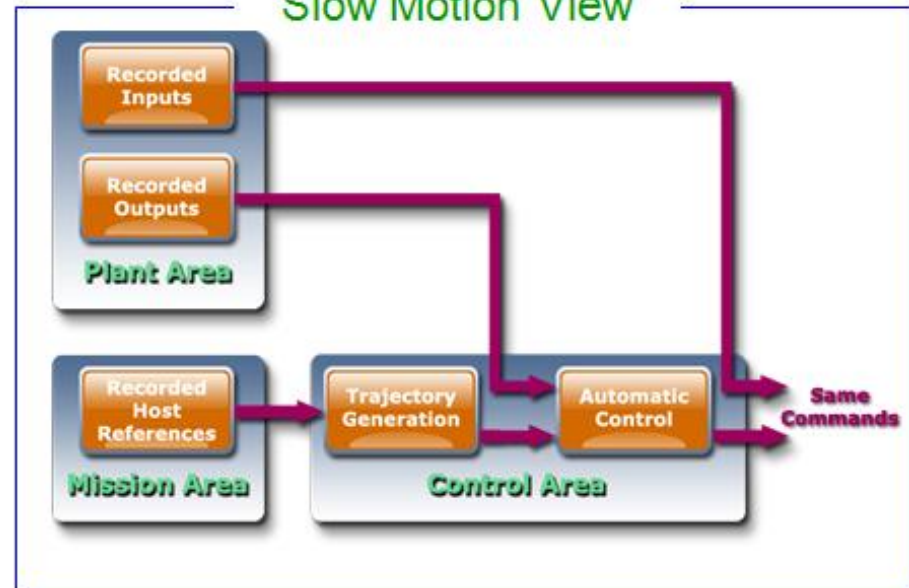 Slow Motion View
Recorded
Inputs
Recorded
Outputs
Plant Area
Recorded
Host
References
Mission Area
Trajectory
Generation
Automatic
Control
Control Area
Same
Commands